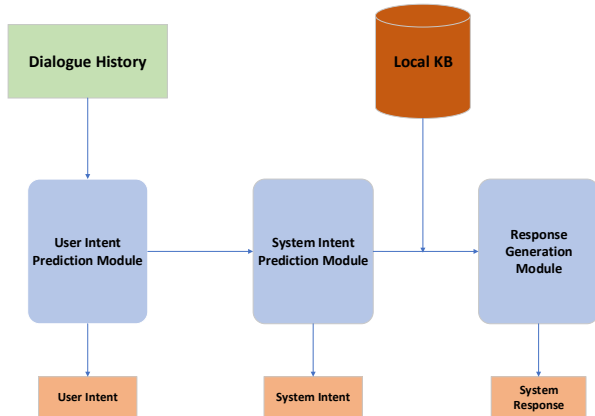 Dialogue History
Local KB
User Intent
Prediction Module
System Intent
Prediction Module
Response
Generation
Module
User Intent
System Intent
System
Response